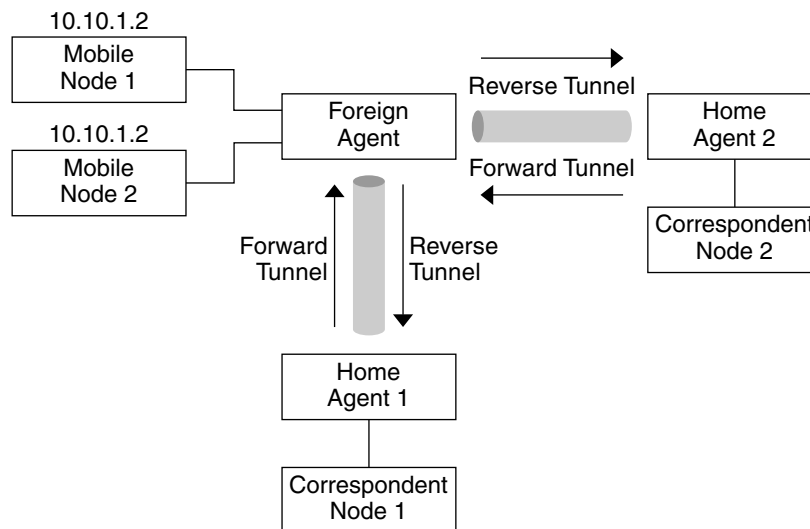 10.10.1.2
Mobile
Node 1
10.10.1.2
Mobile
Node 2
Foreign
Agent
Reverse Tunnel
Forward Tunnel
Home
Agent 2
Correspondent
Node 2
Forward
Tunnel
Reverse
Tunnel
Home
Agent 1
Correspondent
Node 1